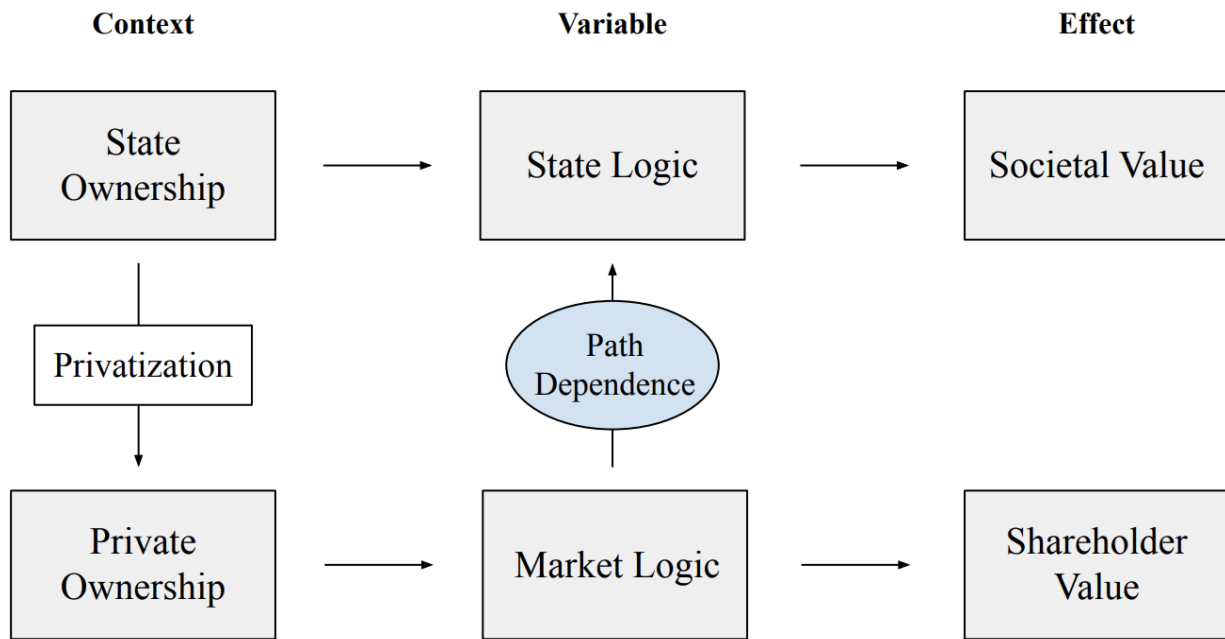 Context
Variable
Effect
State
Ownership
State Logic
Societal Value
Privatization
Path
Dependence
Private
Ownership
Market Logic
Shareholder
Value